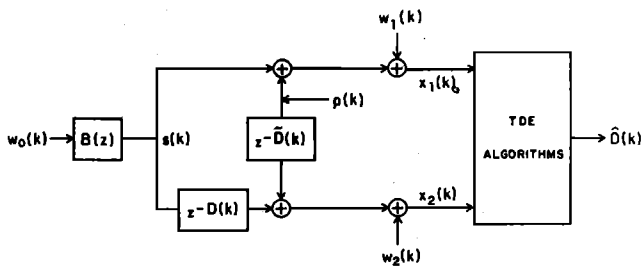 w₁(k)
x₁(k)
p(k)
TDE
ALGORITHMS
D̂(k)
w₀(k)
B(z)
s(k)
z-D̃(k)
x₂(k)
z-D(k)
w₂(k)